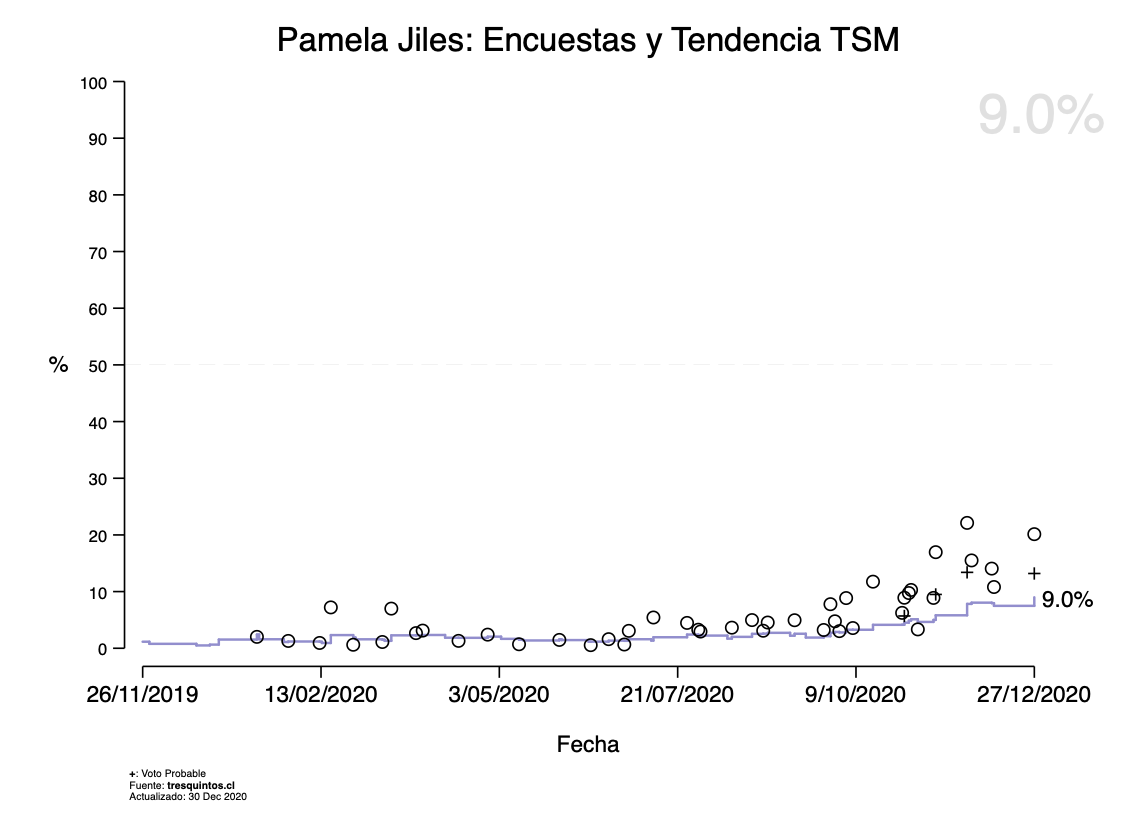 Pamela Jiles: Encuestas y Tendencia TSM
9.0%
100
90
80
70
60
% 50
40
30
20
10
9.0%
0
26/11/2019 13/02/2020 3/05/2020 21/07/2020 9/10/2020 27/12/2020
Fecha
+: Voto Probable
Fuente: tresquintos.cl
Actualizado: 30 Dec 2020